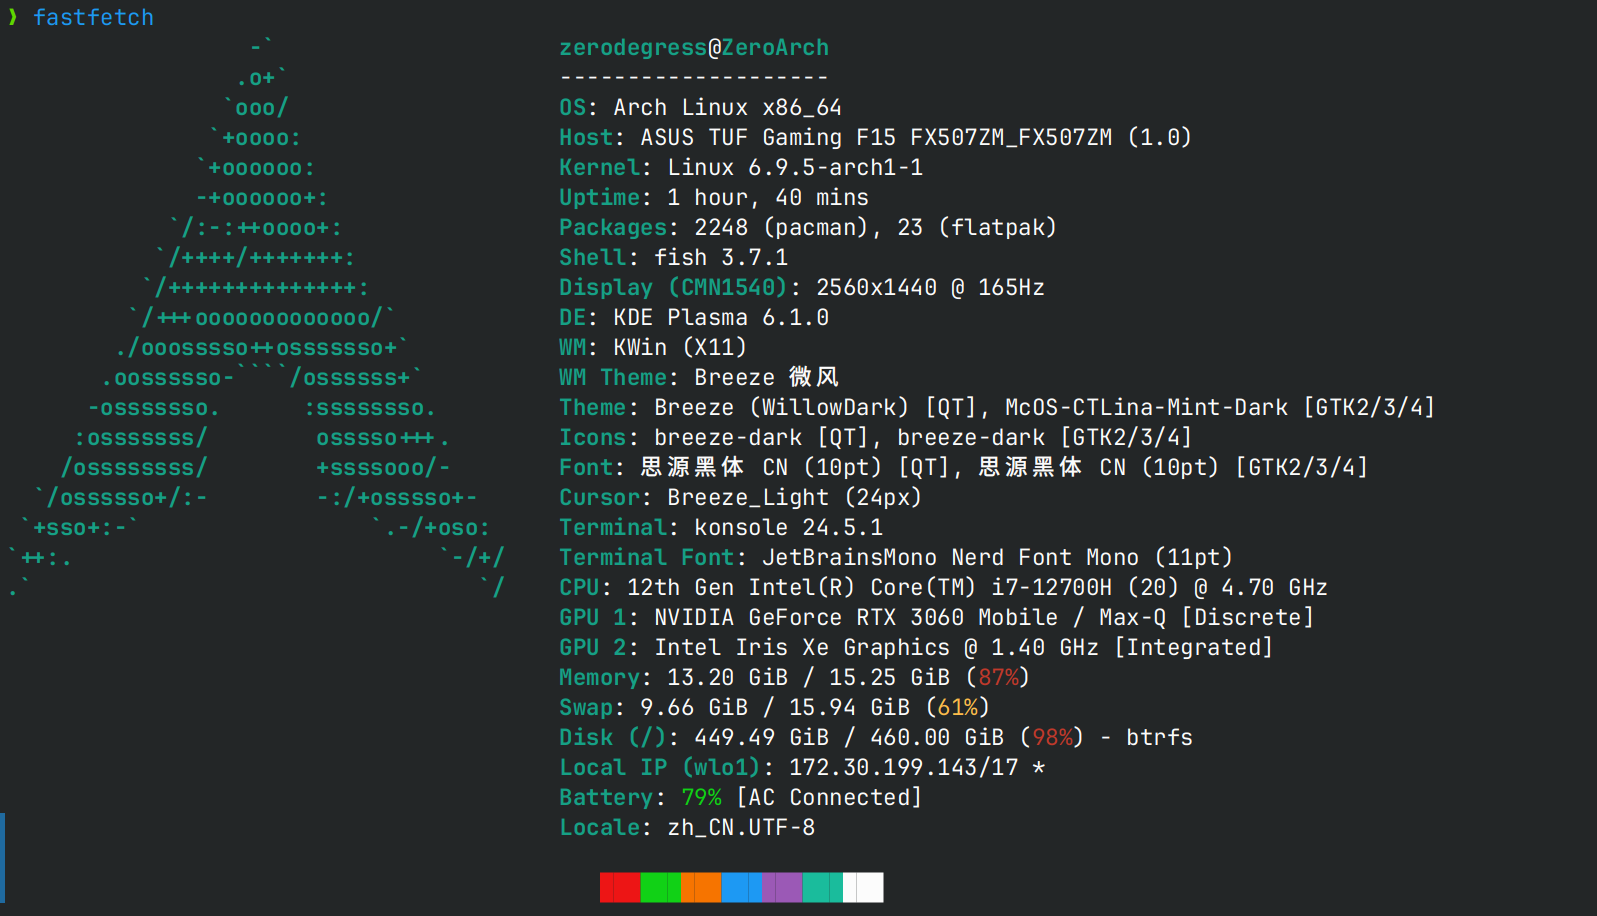 ❯ fastfetch
-`
.o+`
`ooo/
`+oooo:
`+oooooo:
-+oooooo+:
`/:-:++oooo+:
`/++++/+++++++:
`/++++++++++++++:
`/+++ooooooooooooo/`
./ooosssso++osssssso+`
.oossssso-````/ossssss+`
-osssssso. :ssssssso.
:osssssss/ osssso+++.
/ossssssss/ +ssssooo/-
`/ossssso+/:- -:/+osssso+-
`+sso+:-` `.-/+oso:
`++:. `-/+/
.` `/
zerodegress@ZeroArch
--------------------
OS: Arch Linux x86_64
Host: ASUS TUF Gaming F15 FX507ZM_FX507ZM (1.0)
Kernel: Linux 6.9.5-arch1-1
Uptime: 1 hour, 40 mins
Packages: 2248 (pacman), 23 (flatpak)
Shell: fish 3.7.1
Display (CMN1540): 2560x1440 @ 165Hz
DE: KDE Plasma 6.1.0
WM: KWin (X11)
WM Theme: Breeze 微风
Theme: Breeze (WillowDark) [QT], McOS-CTLina-Mint-Dark [GTK2/3/4]
Icons: breeze-dark [QT], breeze-dark [GTK2/3/4]
Font: 思源黑体 CN (10pt) [QT], 思源黑体 CN (10pt) [GTK2/3/4]
Cursor: Breeze_Light (24px)
Terminal: konsole 24.5.1
Terminal Font: JetBrainsMono Nerd Font Mono (11pt)
CPU: 12th Gen Intel(R) Core(TM) i7-12700H (20) @ 4.70 GHz
GPU 1: NVIDIA GeForce RTX 3060 Mobile / Max-Q [Discrete]
GPU 2: Intel Iris Xe Graphics @ 1.40 GHz [Integrated]
Memory: 13.20 GiB / 15.25 GiB (87%)
Swap: 9.66 GiB / 15.94 GiB (61%)
Disk (/): 449.49 GiB / 460.00 GiB (98%) - btrfs
Local IP (wlo1): 172.30.199.143/17 *
Battery: 79% [AC Connected]
Locale: zh_CN.UTF-8